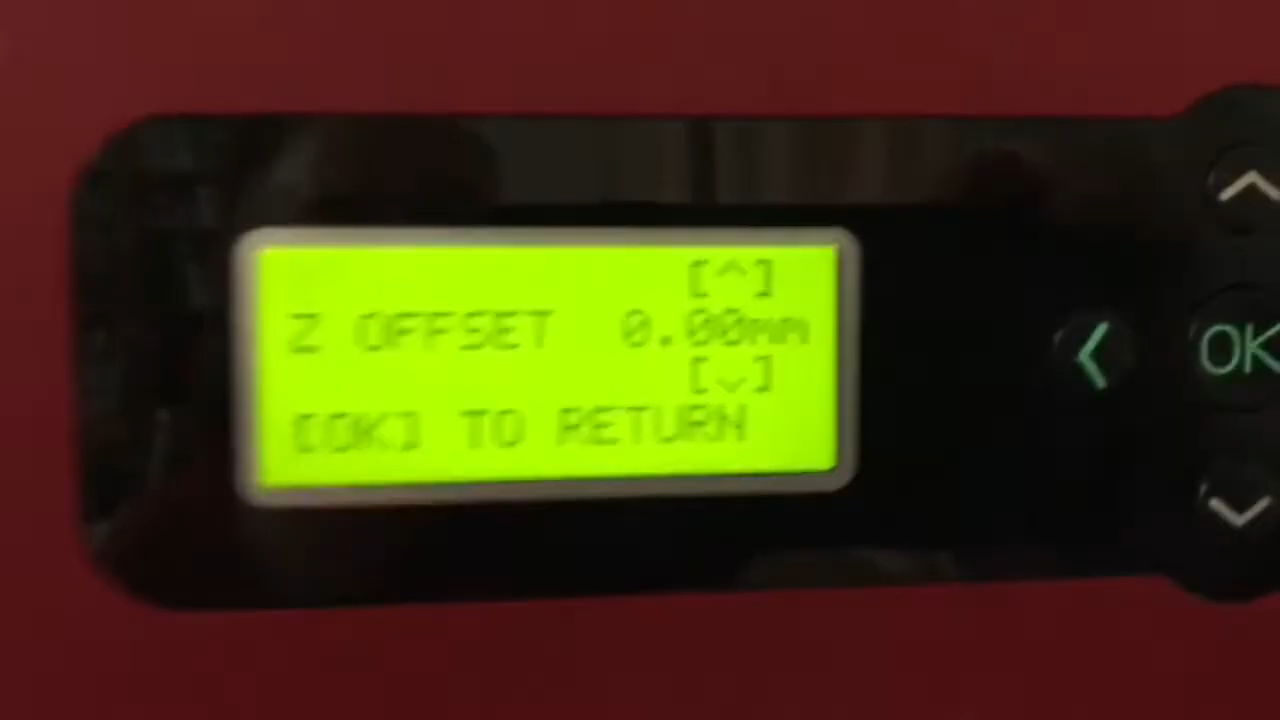 [^]
Z OFFSET 0.00mm
[⌄]
[OK] TO RETURN
OK